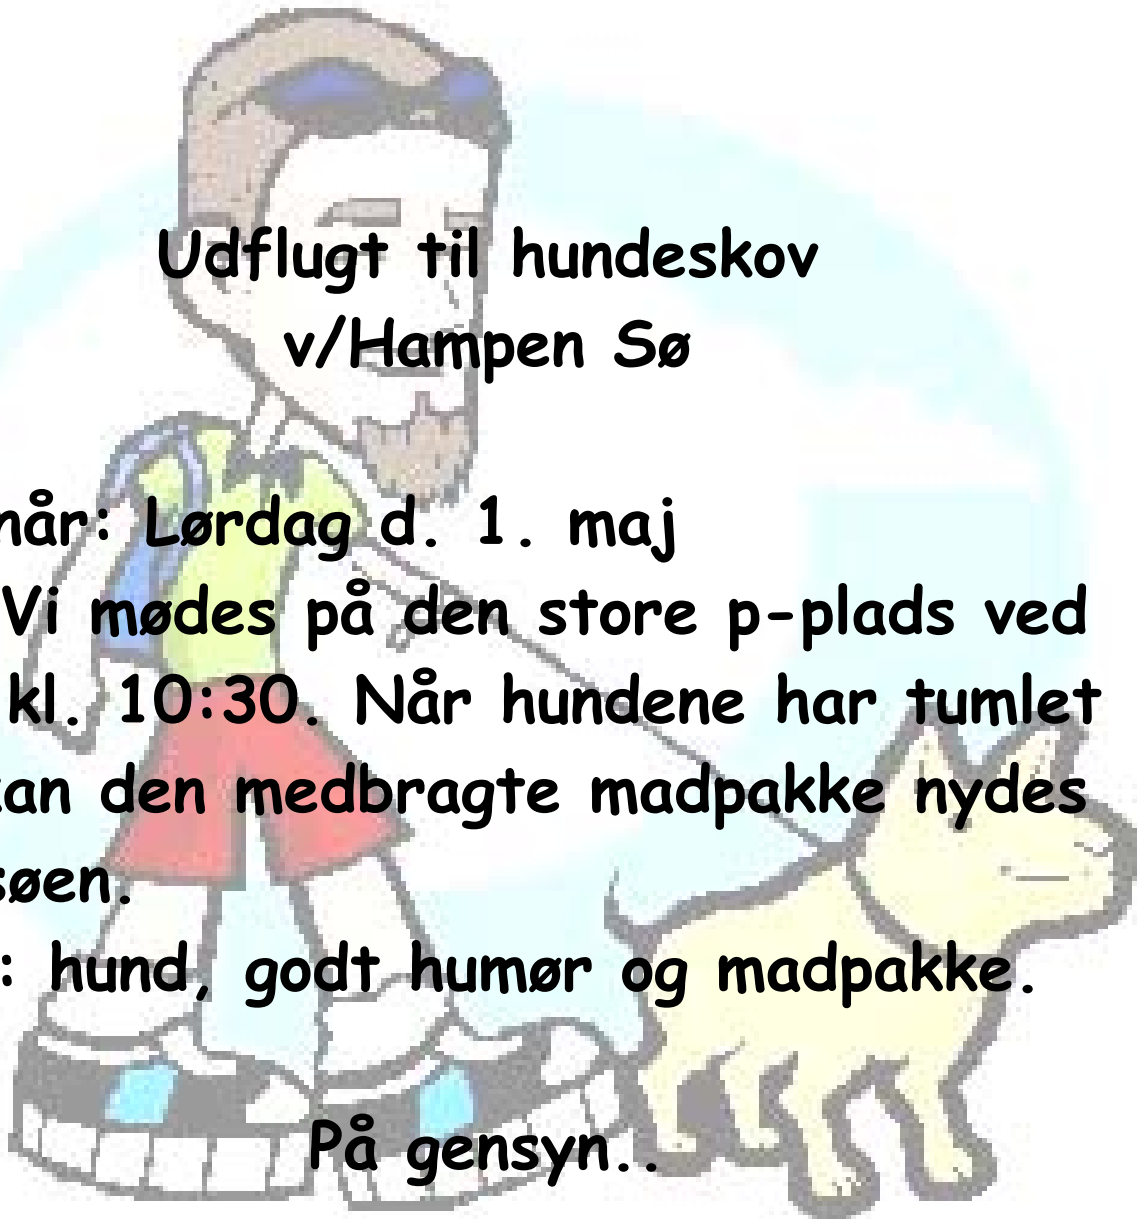 Udflugt til hundeskov
v/Hampen Sø
når: Lørdag d. 1. maj
Vi mødes på den store p-plads ved
kl. 10:30. Når hundene har tumlet
kan den medbragte madpakke nydes
søen.
: hund, godt humør og madpakke.
På gensyn..